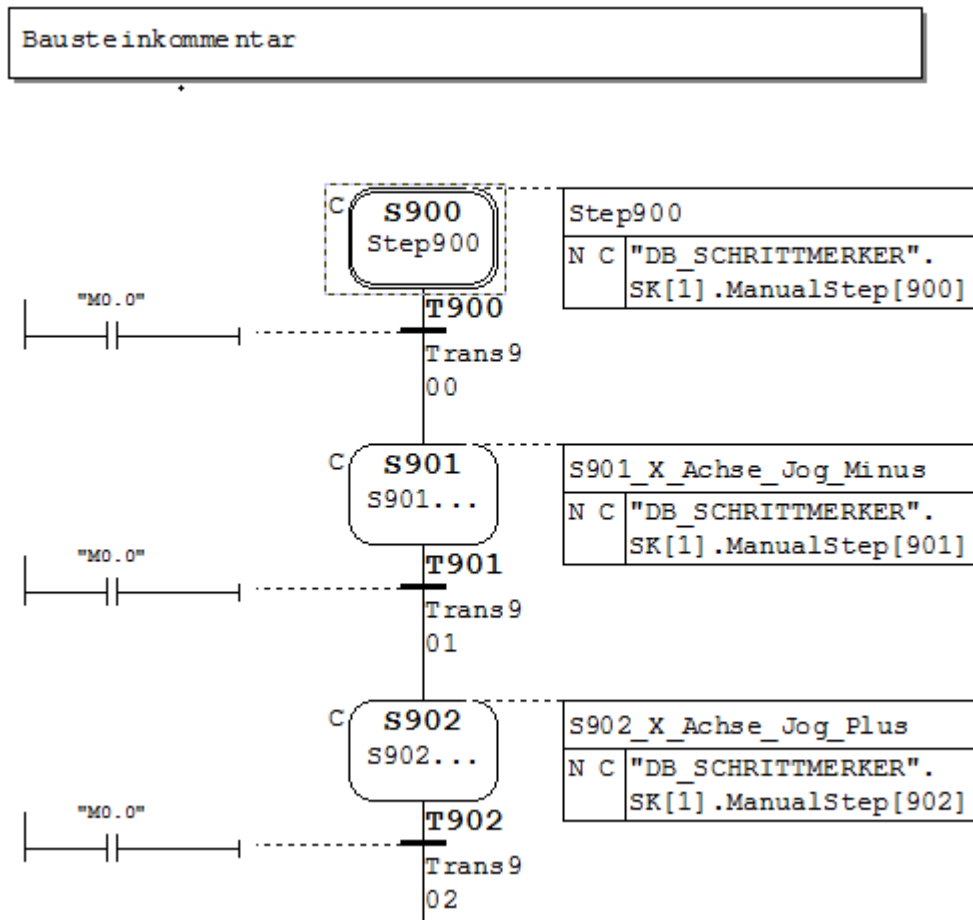 Bausteinkommentar
C
S900
Step900
Step900
N C "DB_SCHRITTMERKER".
SK[1].ManualStep[900]
"M0.0"
T900
Trans9
00
C
S901
S901...
S901_X_Achse_Jog_Minus
N C "DB_SCHRITTMERKER".
SK[1].ManualStep[901]
"M0.0"
T901
Trans9
01
C
S902
S902...
S902_X_Achse_Jog_Plus
N C "DB_SCHRITTMERKER".
SK[1].ManualStep[902]
"M0.0"
T902
Trans9
02